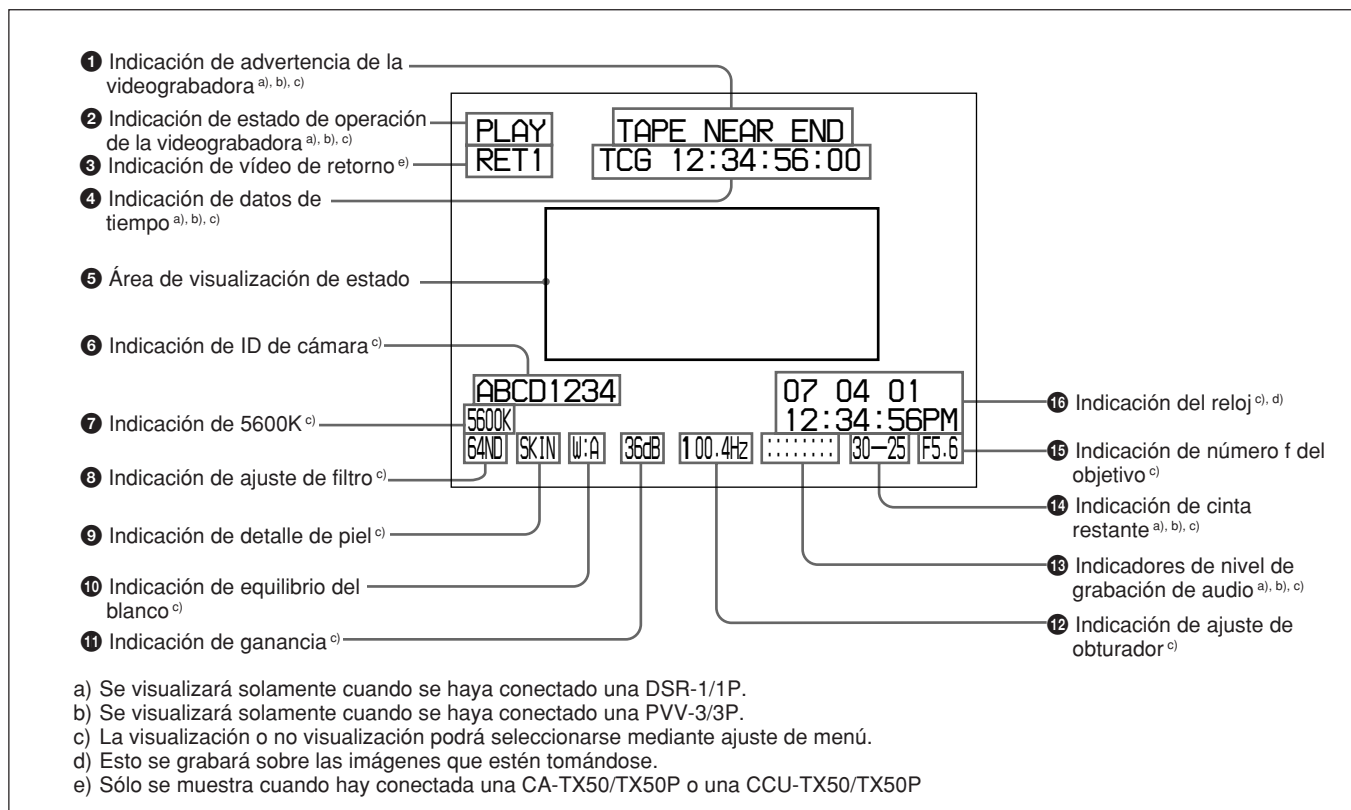 ❶ Indicación de advertencia de la
videograbadora a), b), c)
❷ Indicación de estado de operación
de la videograbadora a), b), c)
❸ Indicación de vídeo de retorno e)
❹ Indicación de datos de
tiempo a), b), c)
❺ Área de visualización de estado
❻ Indicación de ID de cámara c)
❼ Indicación de 5600K c)
❽ Indicación de ajuste de filtro c)
❾ Indicación de detalle de piel c)
❿ Indicación de equilibrio del
blanco c)
⓫ Indicación de ganancia c)
PLAY
TAPE NEAR END
RET1
TCG 12:34:56:00
ABCD1234
07 04 01
5600K
12:34:56PM
64ND
SKIN
W:A
36dB
100.4Hz
30–25
F5.6
⓰ Indicación del reloj c), d)
⓯ Indicación de número f del
objetivo c)
⓮ Indicación de cinta
restante a), b), c)
⓭ Indicadores de nivel de
grabación de audio a), b), c)
⓬ Indicación de ajuste de
obturador c)
a) Se visualizará solamente cuando se haya conectado una DSR-1/1P.
b) Se visualizará solamente cuando se haya conectado una PVV-3/3P.
c) La visualización o no visualización podrá seleccionarse mediante ajuste de menú.
d) Esto se grabará sobre las imágenes que estén tomándose.
e) Sólo se muestra cuando hay conectada una CA-TX50/TX50P o una CCU-TX50/TX50P